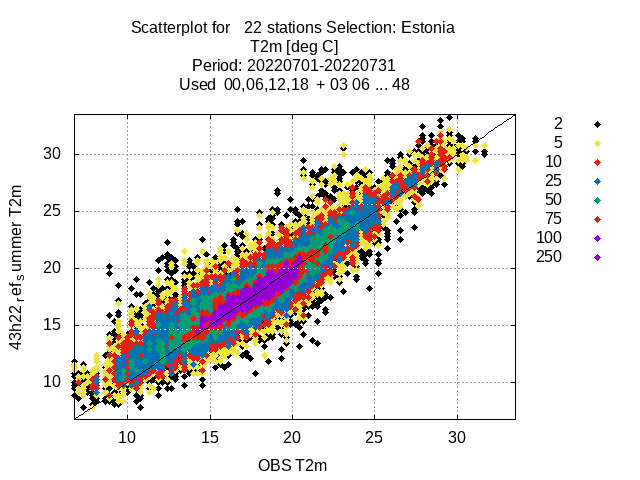 Scatterplot for 22 stations Selection: Estonia
T2m [deg C]
Period: 20220701-20220731
Used 00,06,12,18 + 03 06 ... 48
2
5
10
25
50
75
100
250
30
25
20
15
10
43h22_ref_summer T2m
10 15 20 25 30
OBS T2m